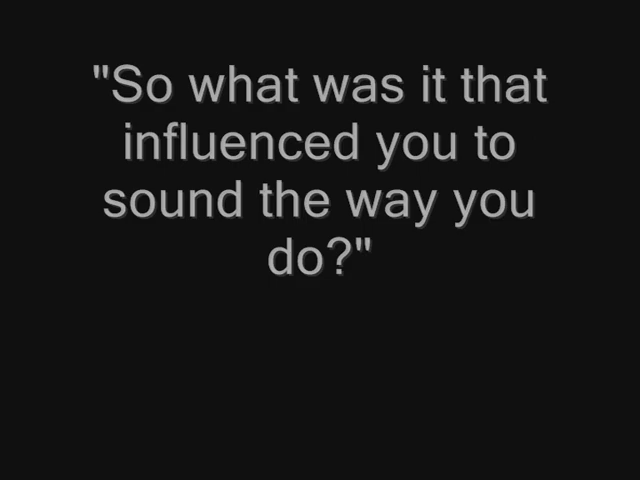 "So what was it that
influenced you to
sound the way you
do?"